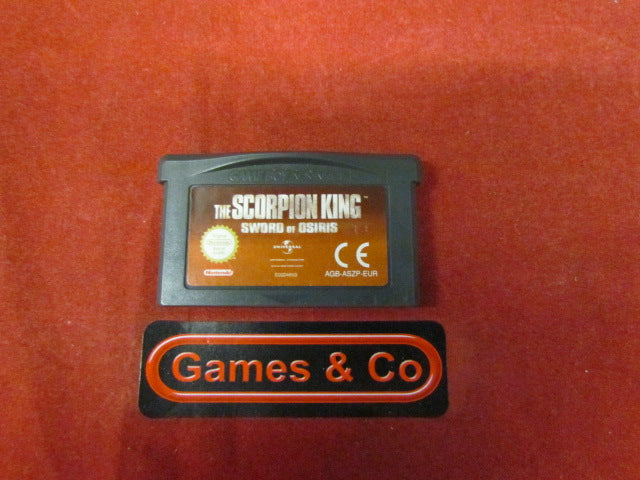 GAME BOY ADVANCE
THE SCORPION KING
SWORD OF OSIRIS
UNIVERSAL
Nintendo
CE
AGB-ASZP-EUR
Games & Co